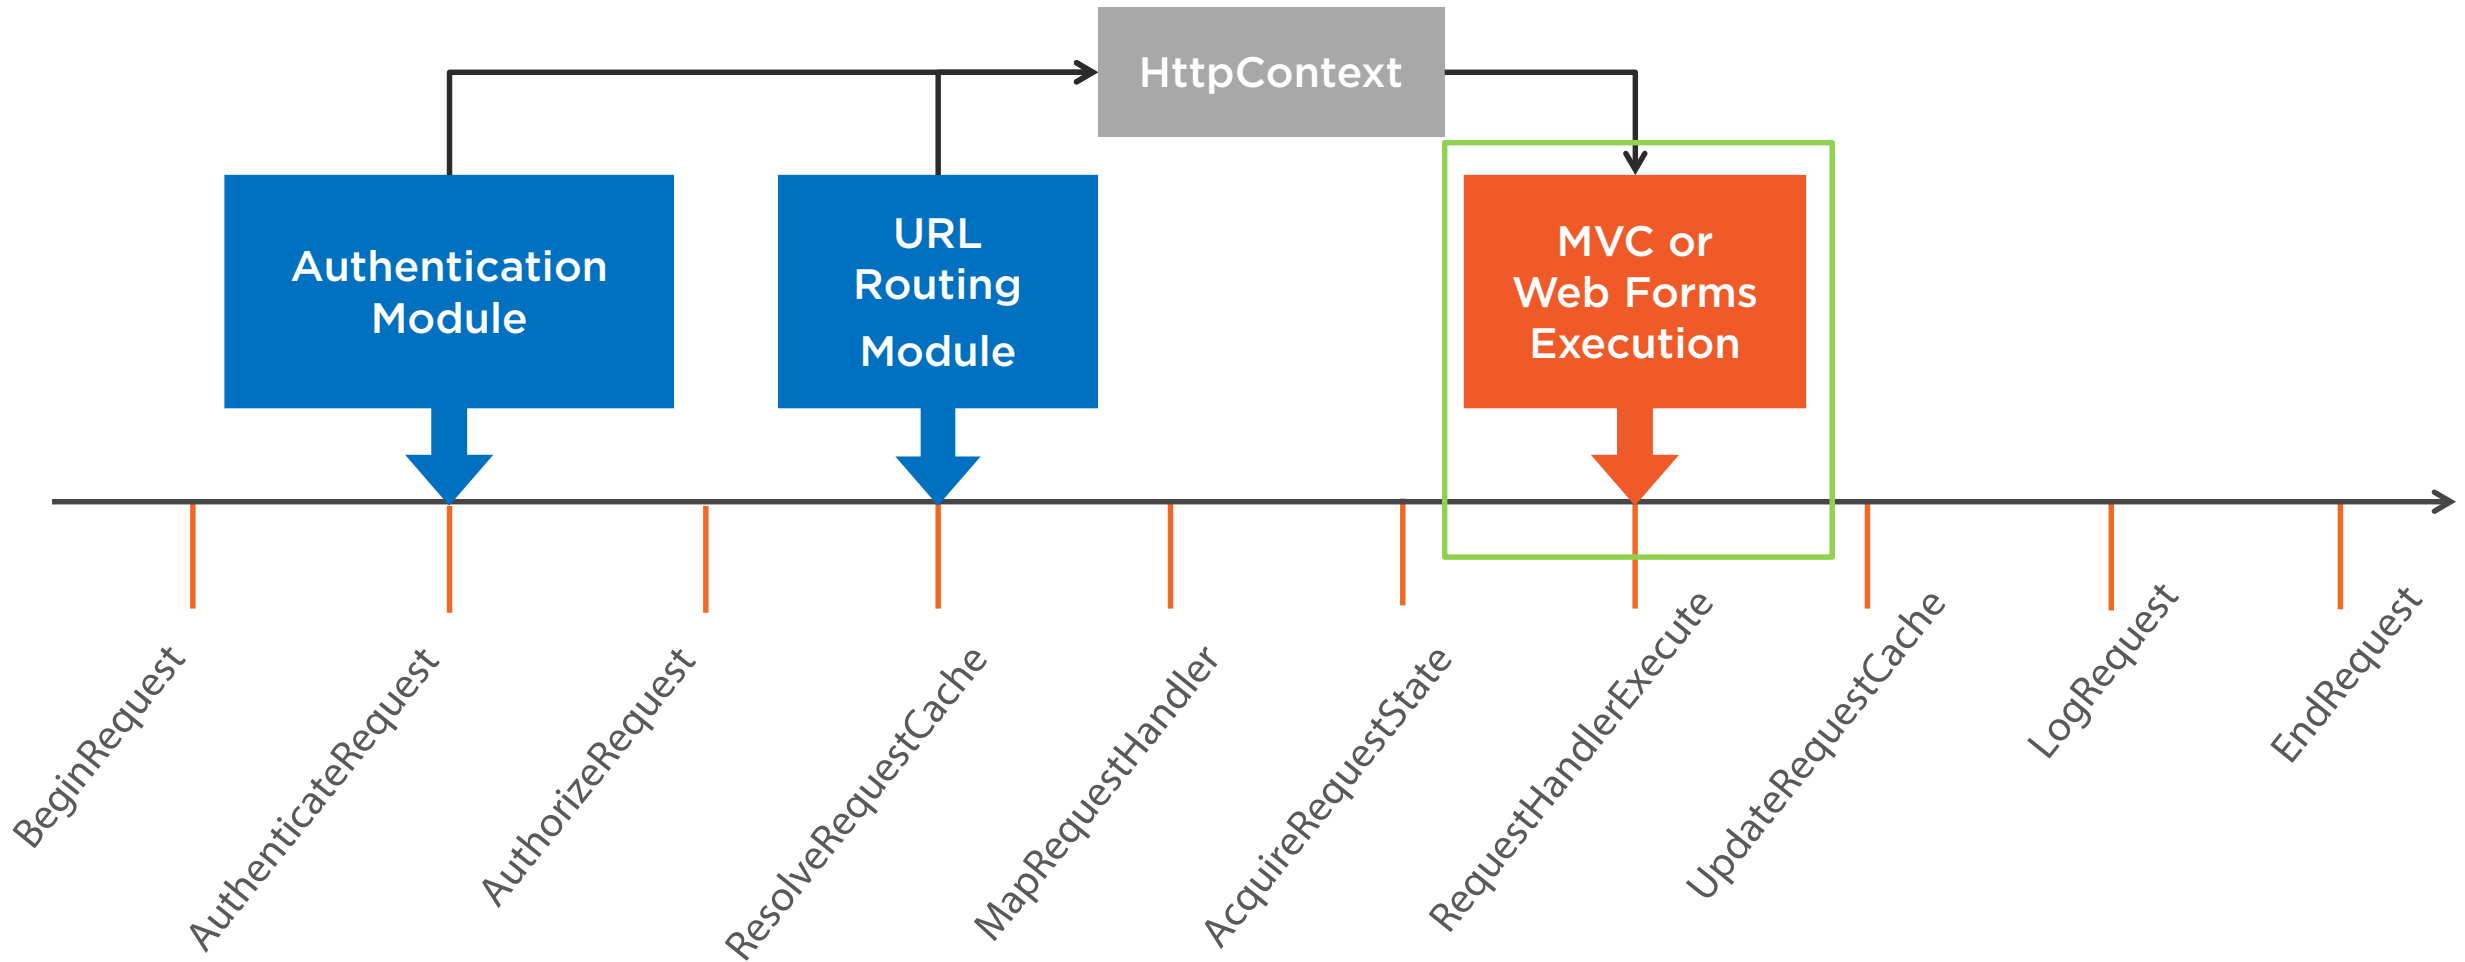 HttpContext
Authentication
Module
URL
Routing
Module
MVC or
Web Forms
Execution
BeginRequest
AuthenticateRequest
AuthorizeRequest
ResolveRequestCache
MapRequestHandler
AcquireRequestState
RequestHandlerExecute
UpdateRequestCache
LogRequest
EndRequest